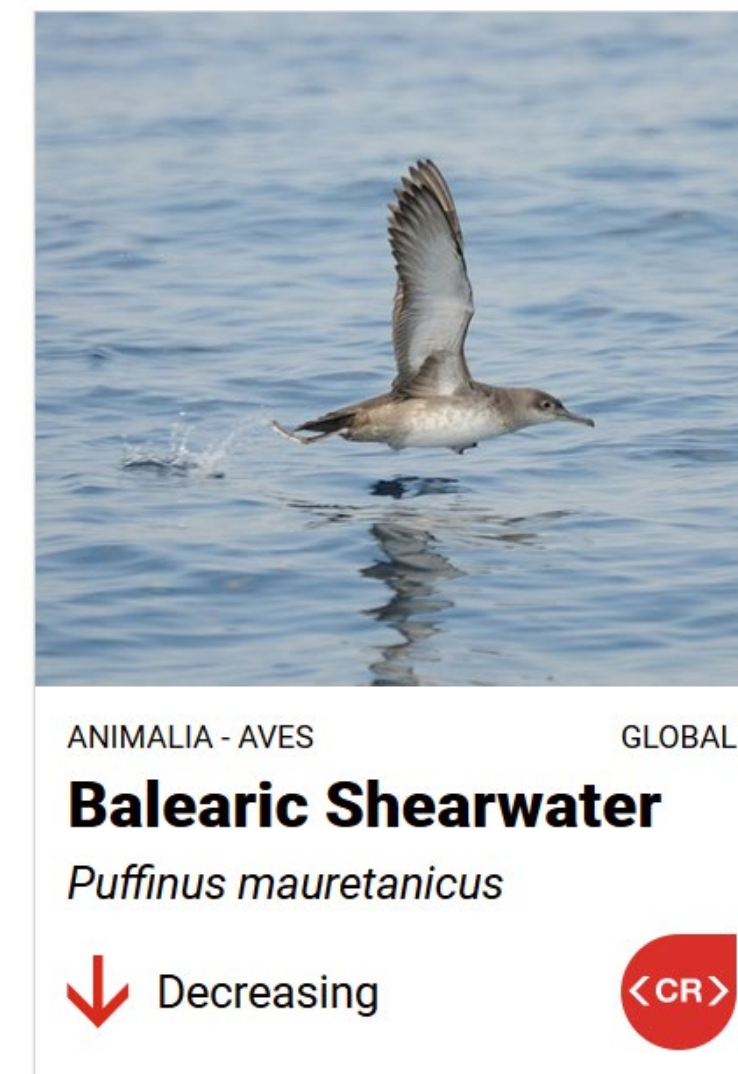 ANIMALIA - AVES GLOBAL
Balearic Shearwater
Puffinus mauretanicus
Decreasing <CR>